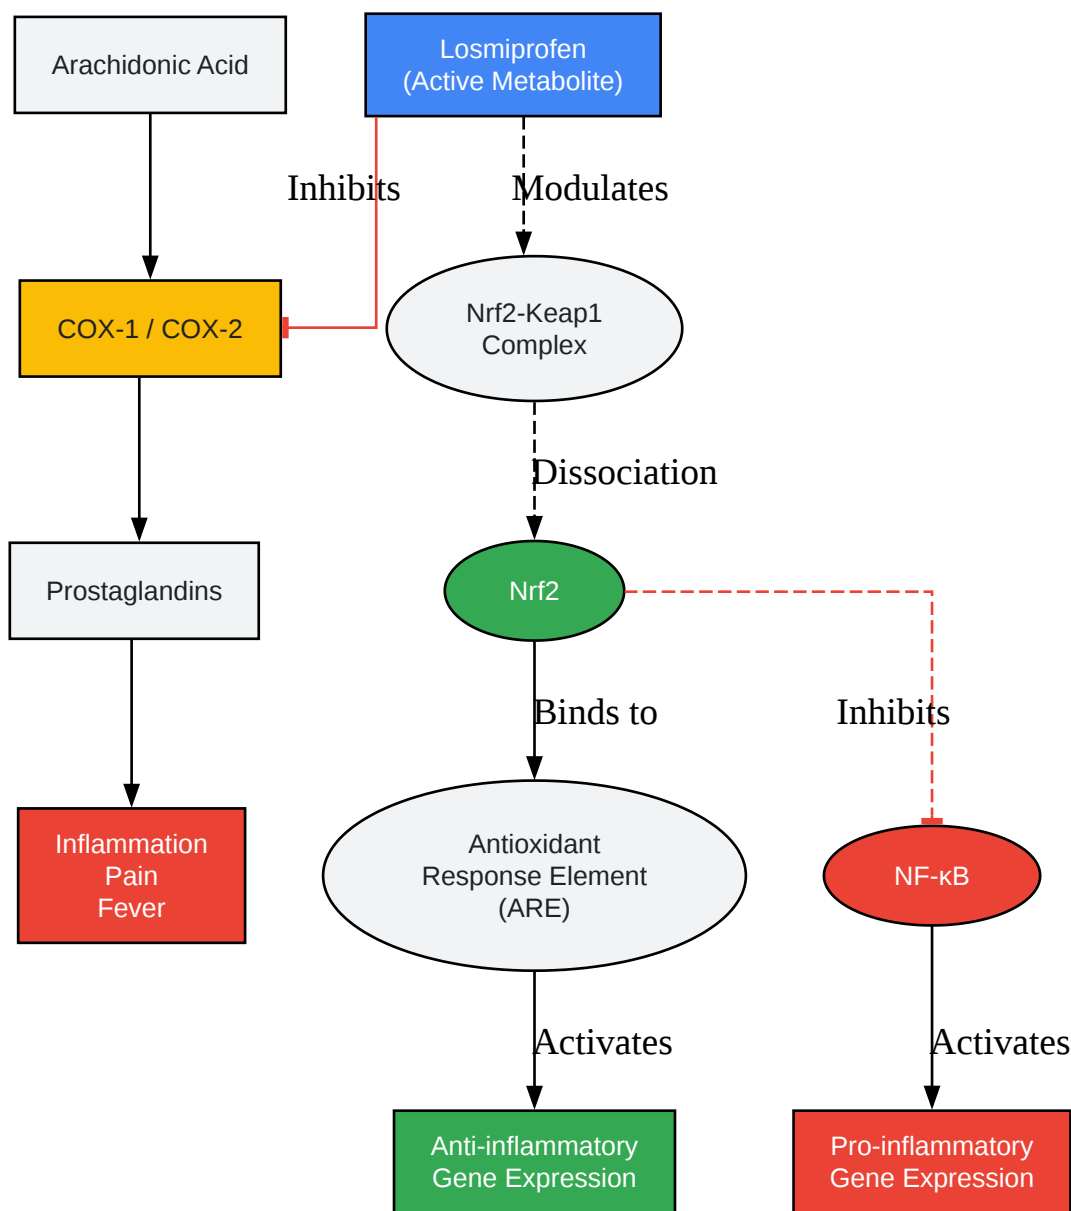 Arachidonic Acid
Losmiprofen
(Active Metabolite)
Inhibits
Modulates
COX-1 / COX-2
Nrf2-Keap1
Complex
Dissociation
Prostaglandins
Nrf2
Binds to
Inhibits
Inflammation
Pain
Fever
Antioxidant
Response Element
(ARE)
NF-κB
Activates
Activates
Anti-inflammatory
Gene Expression
Pro-inflammatory
Gene Expression